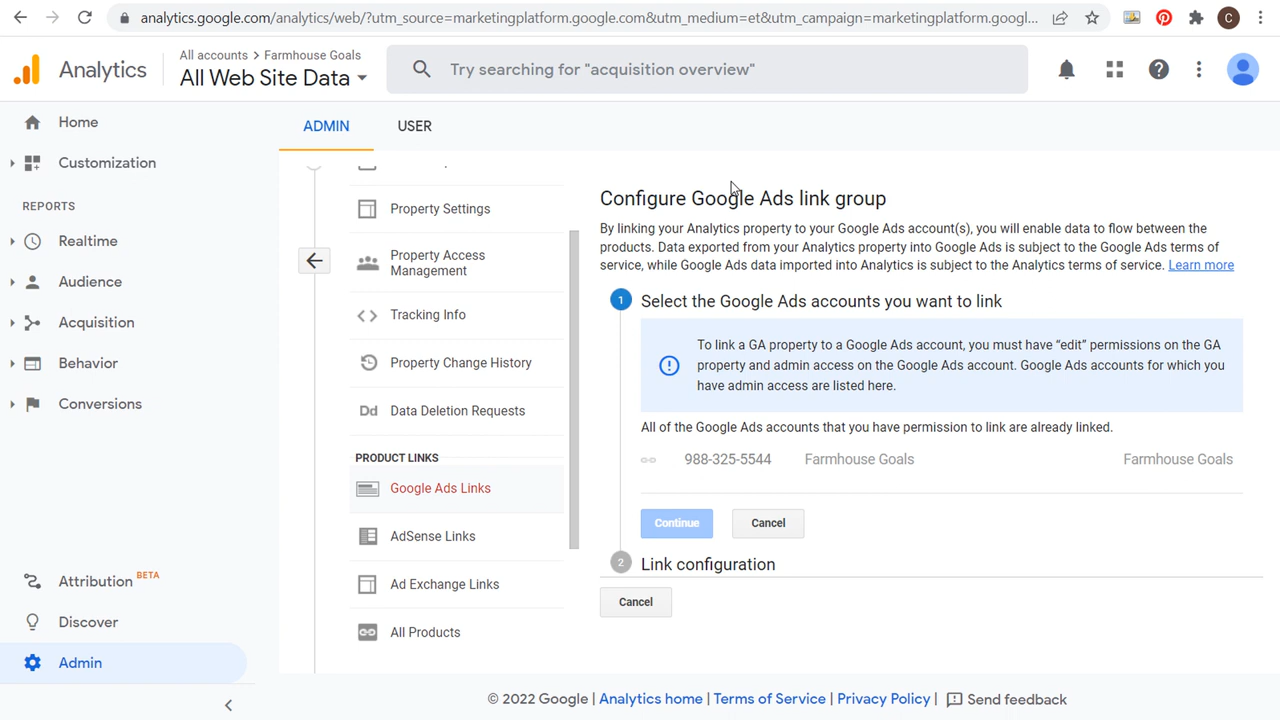 analytics.google.com/analytics/web/?utm_source=marketingplatform.google.com&utm_medium=et&utm_campaign=marketingplatform.googl...
C
Analytics
All accounts > Farmhouse Goals
All Web Site Data
Try searching for "acquisition overview"
Home
Customization
REPORTS
Realtime
Audience
Acquisition
Behavior
Conversions
Attribution BETA
Discover
Admin
ADMIN
USER
Property Settings
Property Access
Management
Tracking Info
Property Change History
Dd Data Deletion Requests
PRODUCT LINKS
Google Ads Links
AdSense Links
Ad Exchange Links
All Products
Configure Google Ads link group
By linking your Analytics property to your Google Ads account(s), you will enable data to flow between the
products. Data exported from your Analytics property into Google Ads is subject to the Google Ads terms of
service, while Google Ads data imported into Analytics is subject to the Analytics terms of service. Learn more
1 Select the Google Ads accounts you want to link
To link a GA property to a Google Ads account, you must have “edit” permissions on the GA
property and admin access on the Google Ads account. Google Ads accounts for which you
have admin access are listed here.
All of the Google Ads accounts that you have permission to link are already linked.
988-325-5544 Farmhouse Goals Farmhouse Goals
Continue Cancel
2 Link configuration
Cancel
© 2022 Google | Analytics home | Terms of Service | Privacy Policy | Send feedback